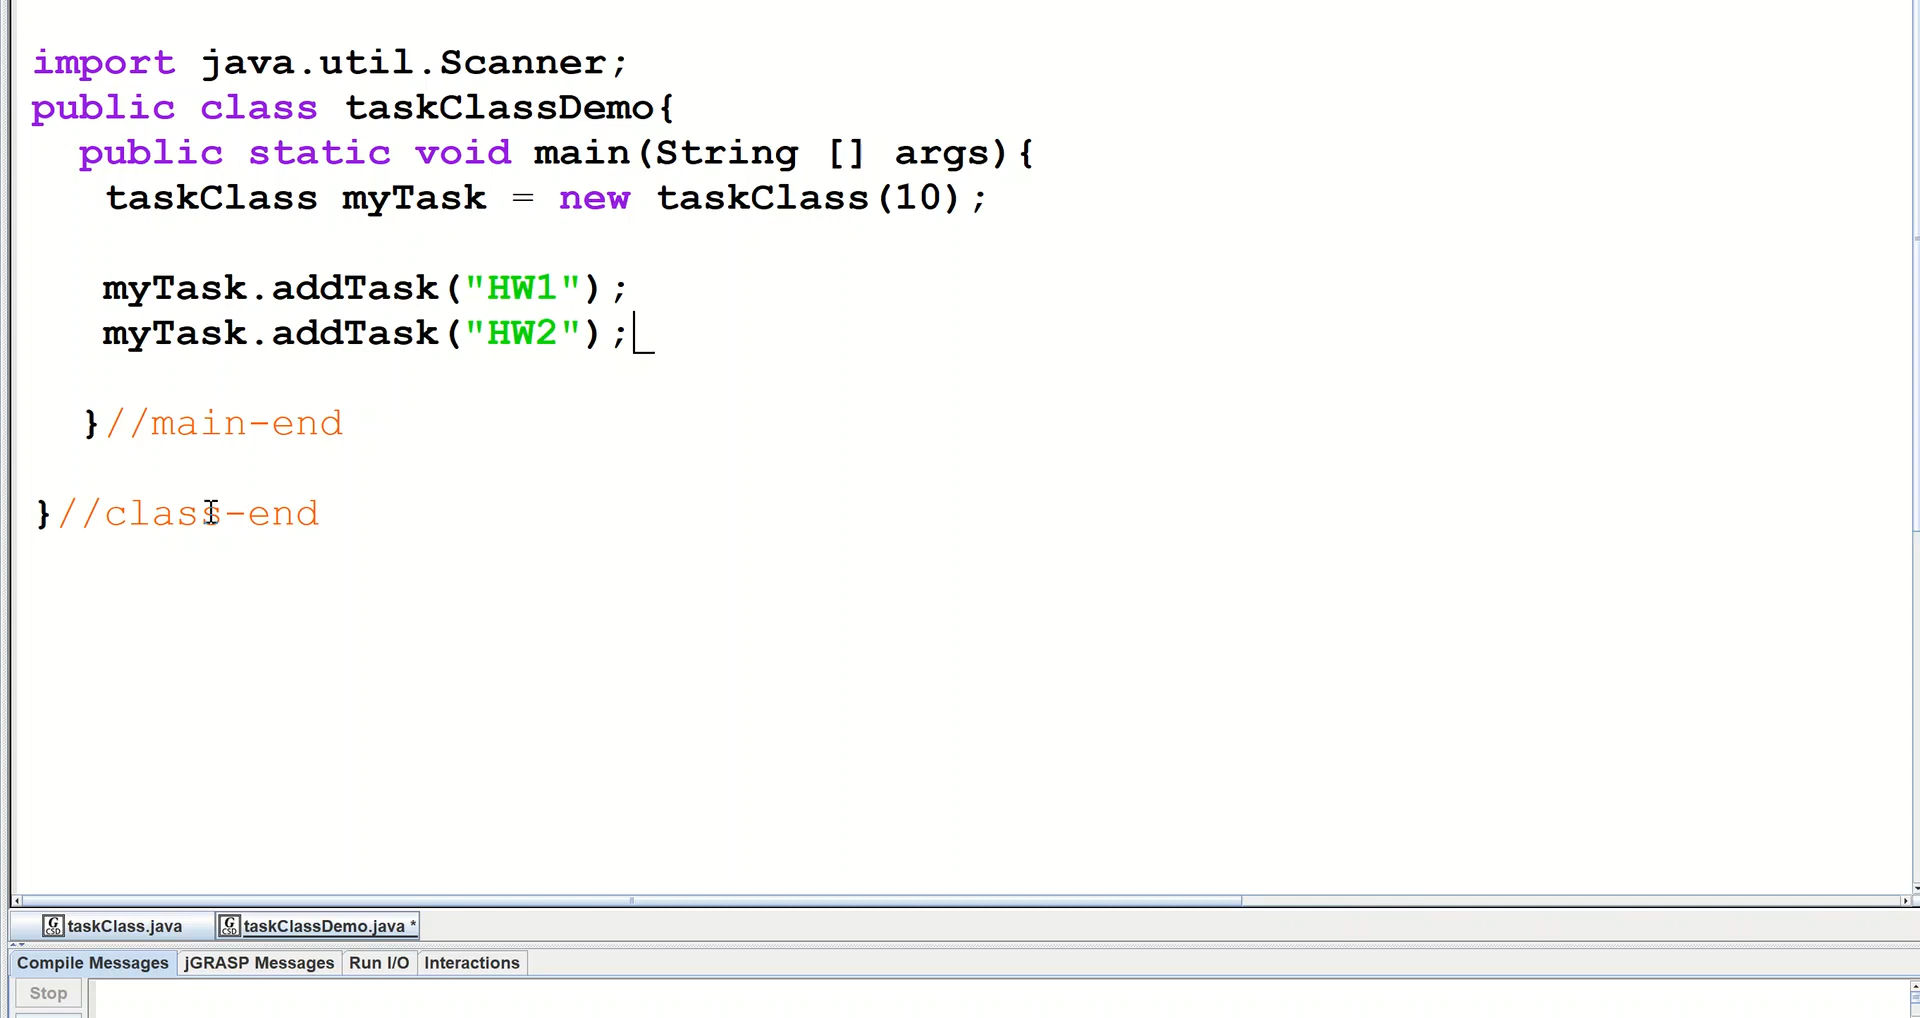 import java.util.Scanner;
public class taskClassDemo{
public static void main(String [] args){
taskClass myTask = new taskClass(10);
myTask.addTask("HW1");
myTask.addTask("HW2");
}//main-end
}//class-end
taskClass.java taskClassDemo.java *
Compile Messages jGRASP Messages Run I/O Interactions
Stop